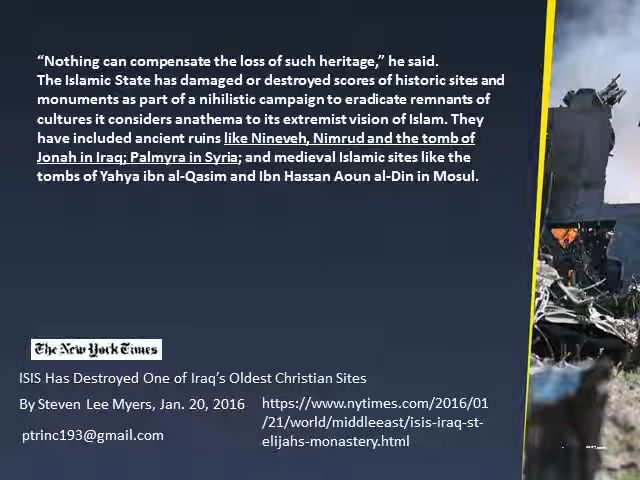 “Nothing can compensate the loss of such heritage,” he said.
The Islamic State has damaged or destroyed scores of historic sites and
monuments as part of a nihilistic campaign to eradicate remnants of
cultures it considers anathema to its extremist vision of Islam. They
have included ancient ruins like Nineveh, Nimrud and the tomb of
Jonah in Iraq; Palmyra in Syria; and medieval Islamic sites like the
tombs of Yahya ibn al-Qasim and Ibn Hassan Aoun al-Din in Mosul.
The New York Times
ISIS Has Destroyed One of Iraq’s Oldest Christian Sites
By Steven Lee Myers, Jan. 20, 2016
https://www.nytimes.com/2016/01
/21/world/middleeast/isis-iraq-st-
elijahs-monastery.html
ptrinc193@gmail.com